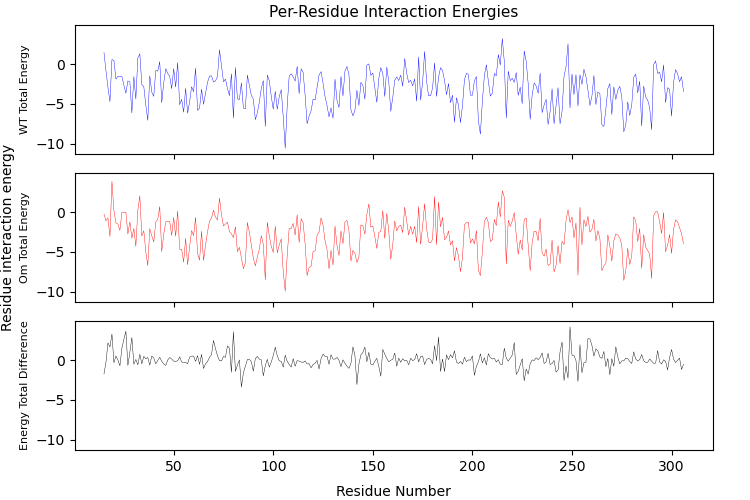 Per-Residue Interaction Energies
Residue interaction energy
WT Total Energy
0
−5
−10
Om Total Energy
0
−5
−10
Energy Total Difference
0
−5
−10
50 100 150 200 250 300
Residue Number